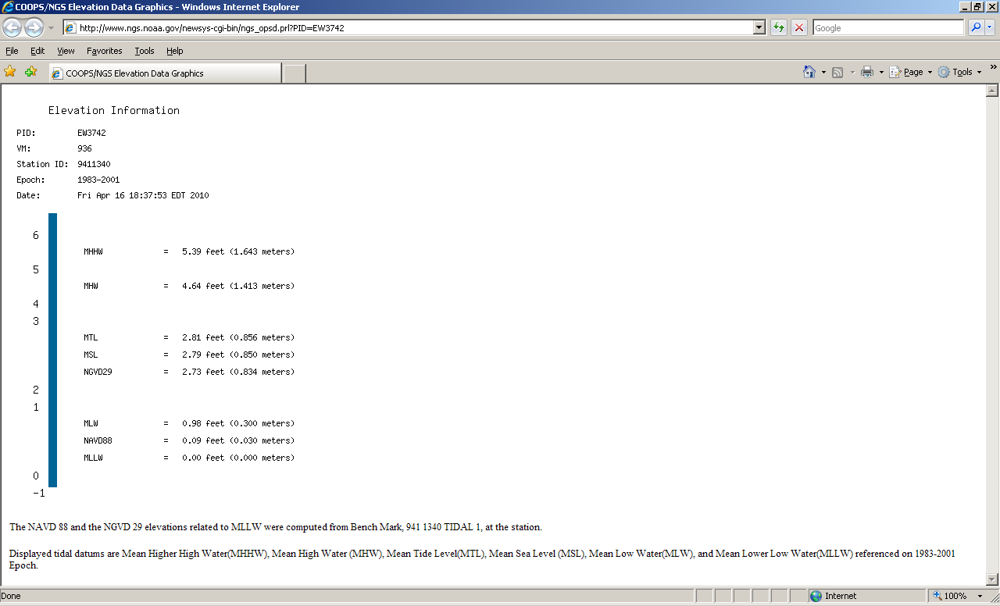 COOPS/NGS Elevation Data Graphics - Windows Internet Explorer
http://www.ngs.noaa.gov/newsys-cgi-bin/ngs_opsd.prl?PID=EW3742
Google
File Edit View Favorites Tools Help
COOPS/NGS Elevation Data Graphics
Page Tools »
Elevation Information
PID: EW3742
VM: 936
Station ID: 9411340
Epoch: 1983-2001
Date: Fri Apr 16 18:37:53 EDT 2010
6
MHHW = 5.39 feet (1.643 meters)
5
MHW = 4.64 feet (1.413 meters)
4
3
MTL = 2.81 feet (0.856 meters)
MSL = 2.79 feet (0.850 meters)
NGVD29 = 2.73 feet (0.834 meters)
2
1
MLW = 0.98 feet (0.300 meters)
NAVD88 = 0.09 feet (0.030 meters)
MLLW = 0.00 feet (0.000 meters)
0
-1
The NAVD 88 and the NGVD 29 elevations related to MLLW were computed from Bench Mark, 941 1340 TIDAL 1, at the station.
Displayed tidal datums are Mean Higher High Water(MHHW), Mean High Water (MHW), Mean Tide Level(MTL), Mean Sea Level (MSL), Mean Low Water(MLW), and Mean Lower Low Water(MLLW) referenced on 1983-2001
Epoch.
Done Internet 100%